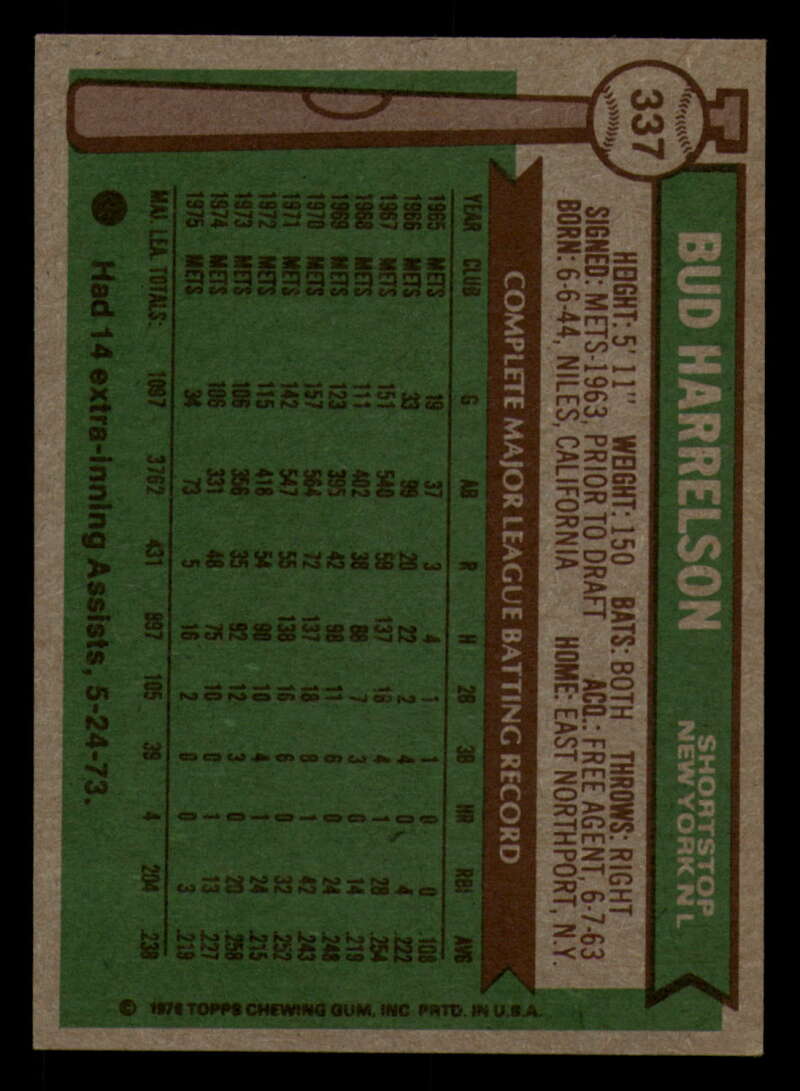 337
BUD HARRELSON
SHORTSTOP
NEW YORK N L
HEIGHT: 5' 11" WEIGHT: 150 BATS: BOTH THROWS: RIGHT
SIGNED: METS-1963, PRIOR TO DRAFT ACQ.: FREE AGENT, 6-7-63
BORN: 6-6-44, NILES, CALIFORNIA HOME: EAST NORTHPORT, N.Y.
COMPLETE MAJOR LEAGUE BATTING RECORD
YEAR CLUB G AB R H 2B 3B HR RBI AVG
1965 METS 19 37 3 4 1 1 0 0 .108
1966 METS 33 99 20 22 2 4 0 4 .222
1967 METS 151 540 59 137 16 4 1 28 .254
1968 METS 111 402 38 88 7 3 0 14 .219
1969 METS 123 395 42 98 11 6 0 24 .248
1970 METS 157 564 72 137 18 8 1 42 .243
1971 METS 142 547 55 138 16 6 0 32 .252
1972 METS 115 418 54 90 10 4 1 24 .215
1973 METS 106 356 35 92 12 3 0 20 .258
1974 METS 106 331 48 75 10 0 1 13 .227
1975 METS 34 73 5 16 2 0 0 3 .219
MAJ. LEA. TOTALS: 1097 3762 431 897 105 39 4 204 .238
Had 14 extra-inning Assists, 5-24-73.
© 1976 TOPPS CHEWING GUM, INC PRTD. IN U.S.A.